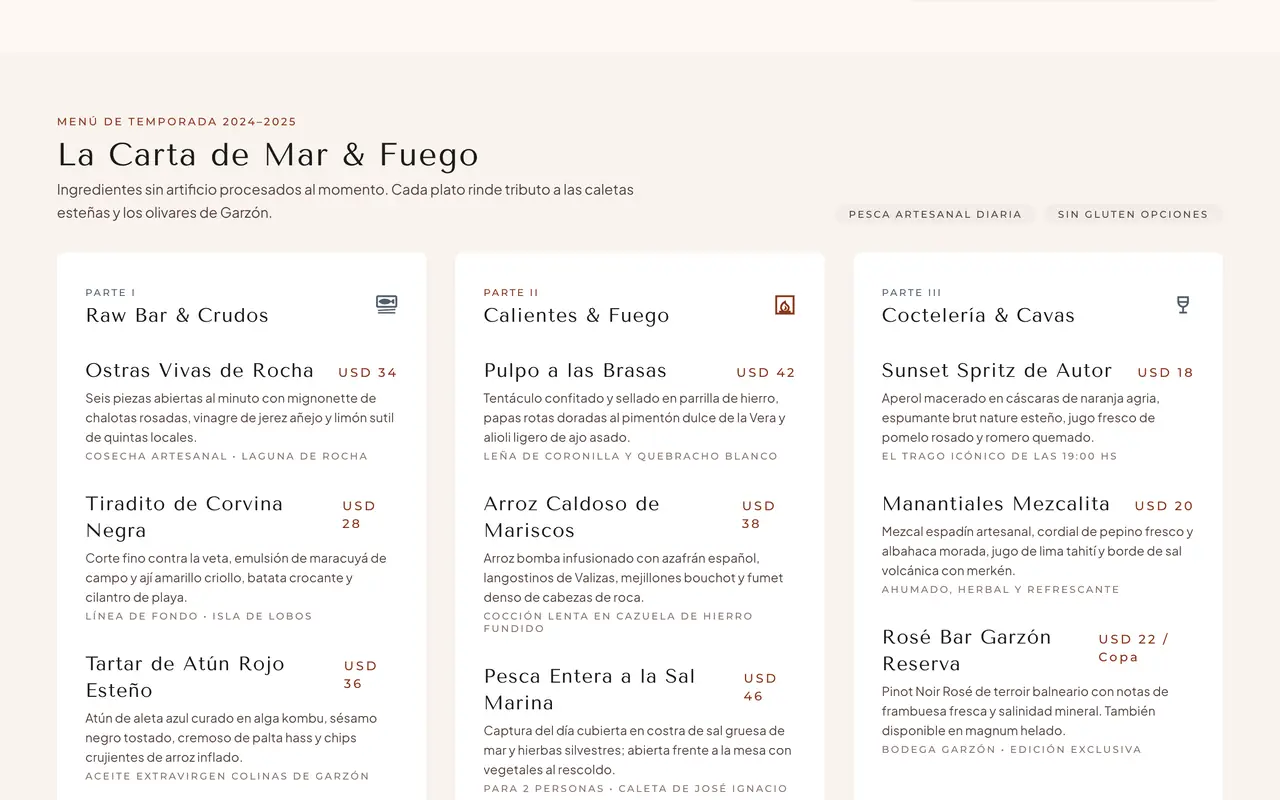 MENÚ DE TEMPORADA 2024–2025
La Carta de Mar & Fuego
Ingredientes sin artificio procesados al momento. Cada plato rinde tributo a las caletas
esteñas y los olivares de Garzón.
PESCA ARTESANAL DIARIA
SIN GLUTEN OPCIONES
PARTE I
Raw Bar & Crudos
Ostras Vivas de Rocha
USD 34
Seis piezas abiertas al minuto con mignonette de
chalotas rosadas, vinagre de jerez añejo y limón sutil
de quintas locales.
COSECHA ARTESANAL • LAGUNA DE ROCHA
Tiradito de Corvina
Negra
USD
28
Corte fino contra la veta, emulsión de maracuyá de
campo y ají amarillo criollo, batata crocante y
cilantro de playa.
LÍNEA DE FONDO • ISLA DE LOBOS
Tartar de Atún Rojo
Esteño
USD
36
Atún de aleta azul curado en alga kombu, sésamo
negro tostado, cremoso de palta hass y chips
crujientes de arroz inflado.
ACEITE EXTRAVIRGEN COLINAS DE GARZÓN
PARTE II
Calientes & Fuego
Pulpo a las Brasas
USD 42
Tentáculo confitado y sellado en parrilla de hierro,
papas rotas doradas al pimentón dulce de la Vera y
alioli ligero de ajo asado.
LEÑA DE CORONILLA Y QUEBRACHO BLANCO
Arroz Caldoso de
Mariscos
USD
38
Arroz bomba infusionado con azafrán español,
langostinos de Valizas, mejillones bouchot y fumet
denso de cabezas de roca.
COCCIÓN LENTA EN CAZUELA DE HIERRO
FUNDIDO
Pesca Entera a la Sal
Marina
USD
46
Captura del día cubierta en costra de sal gruesa de
mar y hierbas silvestres; abierta frente a la mesa con
vegetales al rescoldo.
PARA 2 PERSONAS • CALETA DE JOSÉ IGNACIO
PARTE III
Coctelería & Cavas
Sunset Spritz de Autor
USD 18
Aperol macerado en cáscaras de naranja agria,
espumante brut nature esteño, jugo fresco de
pomelo rosado y romero quemado.
EL TRAGO ICÓNICO DE LAS 19:00 HS
Manantiales Mezcalita
USD 20
Mezcal espadín artesanal, cordial de pepino fresco y
albahaca morada, jugo de lima tahití y borde de sal
volcánica con merkén.
AHUMADO, HERBAL Y REFRESCANTE
Rosé Bar Garzón
Reserva
USD 22 /
Copa
Pinot Noir Rosé de terroir balneario con notas de
frambuesa fresca y salinidad mineral. También
disponible en magnum helado.
BODEGA GARZÓN • EDICIÓN EXCLUSIVA